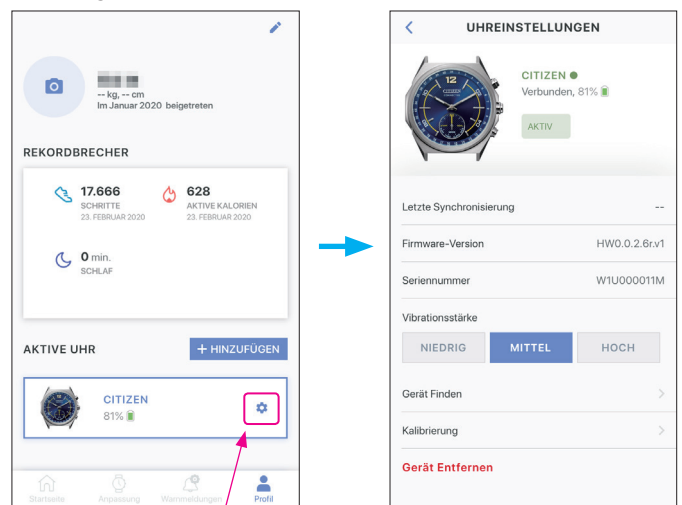 -- kg, -- cm
Im Januar 2020 beigetreten
REKORDBRECHER
17.666
SCHRITTE
23. FEBRUAR 2020
628
AKTIVE KALORIEN
23. FEBRUAR 2020
0 min.
SCHLAF
AKTIVE UHR
+ HINZUFÜGEN
CITIZEN
81%
Startseite
Anpassung
Warnmeldungen
Profil
UHREINSTELLUNGEN
12
CITIZEN
CITIZEN
Verbunden, 81%
AKTIV
Letzte Synchronisierung --
Firmware-Version HW0.0.2.6r.v1
Seriennummer W1U000011M
Vibrationsstärke
NIEDRIG MITTEL HOCH
Gerät Finden
Kalibrierung
Gerät Entfernen